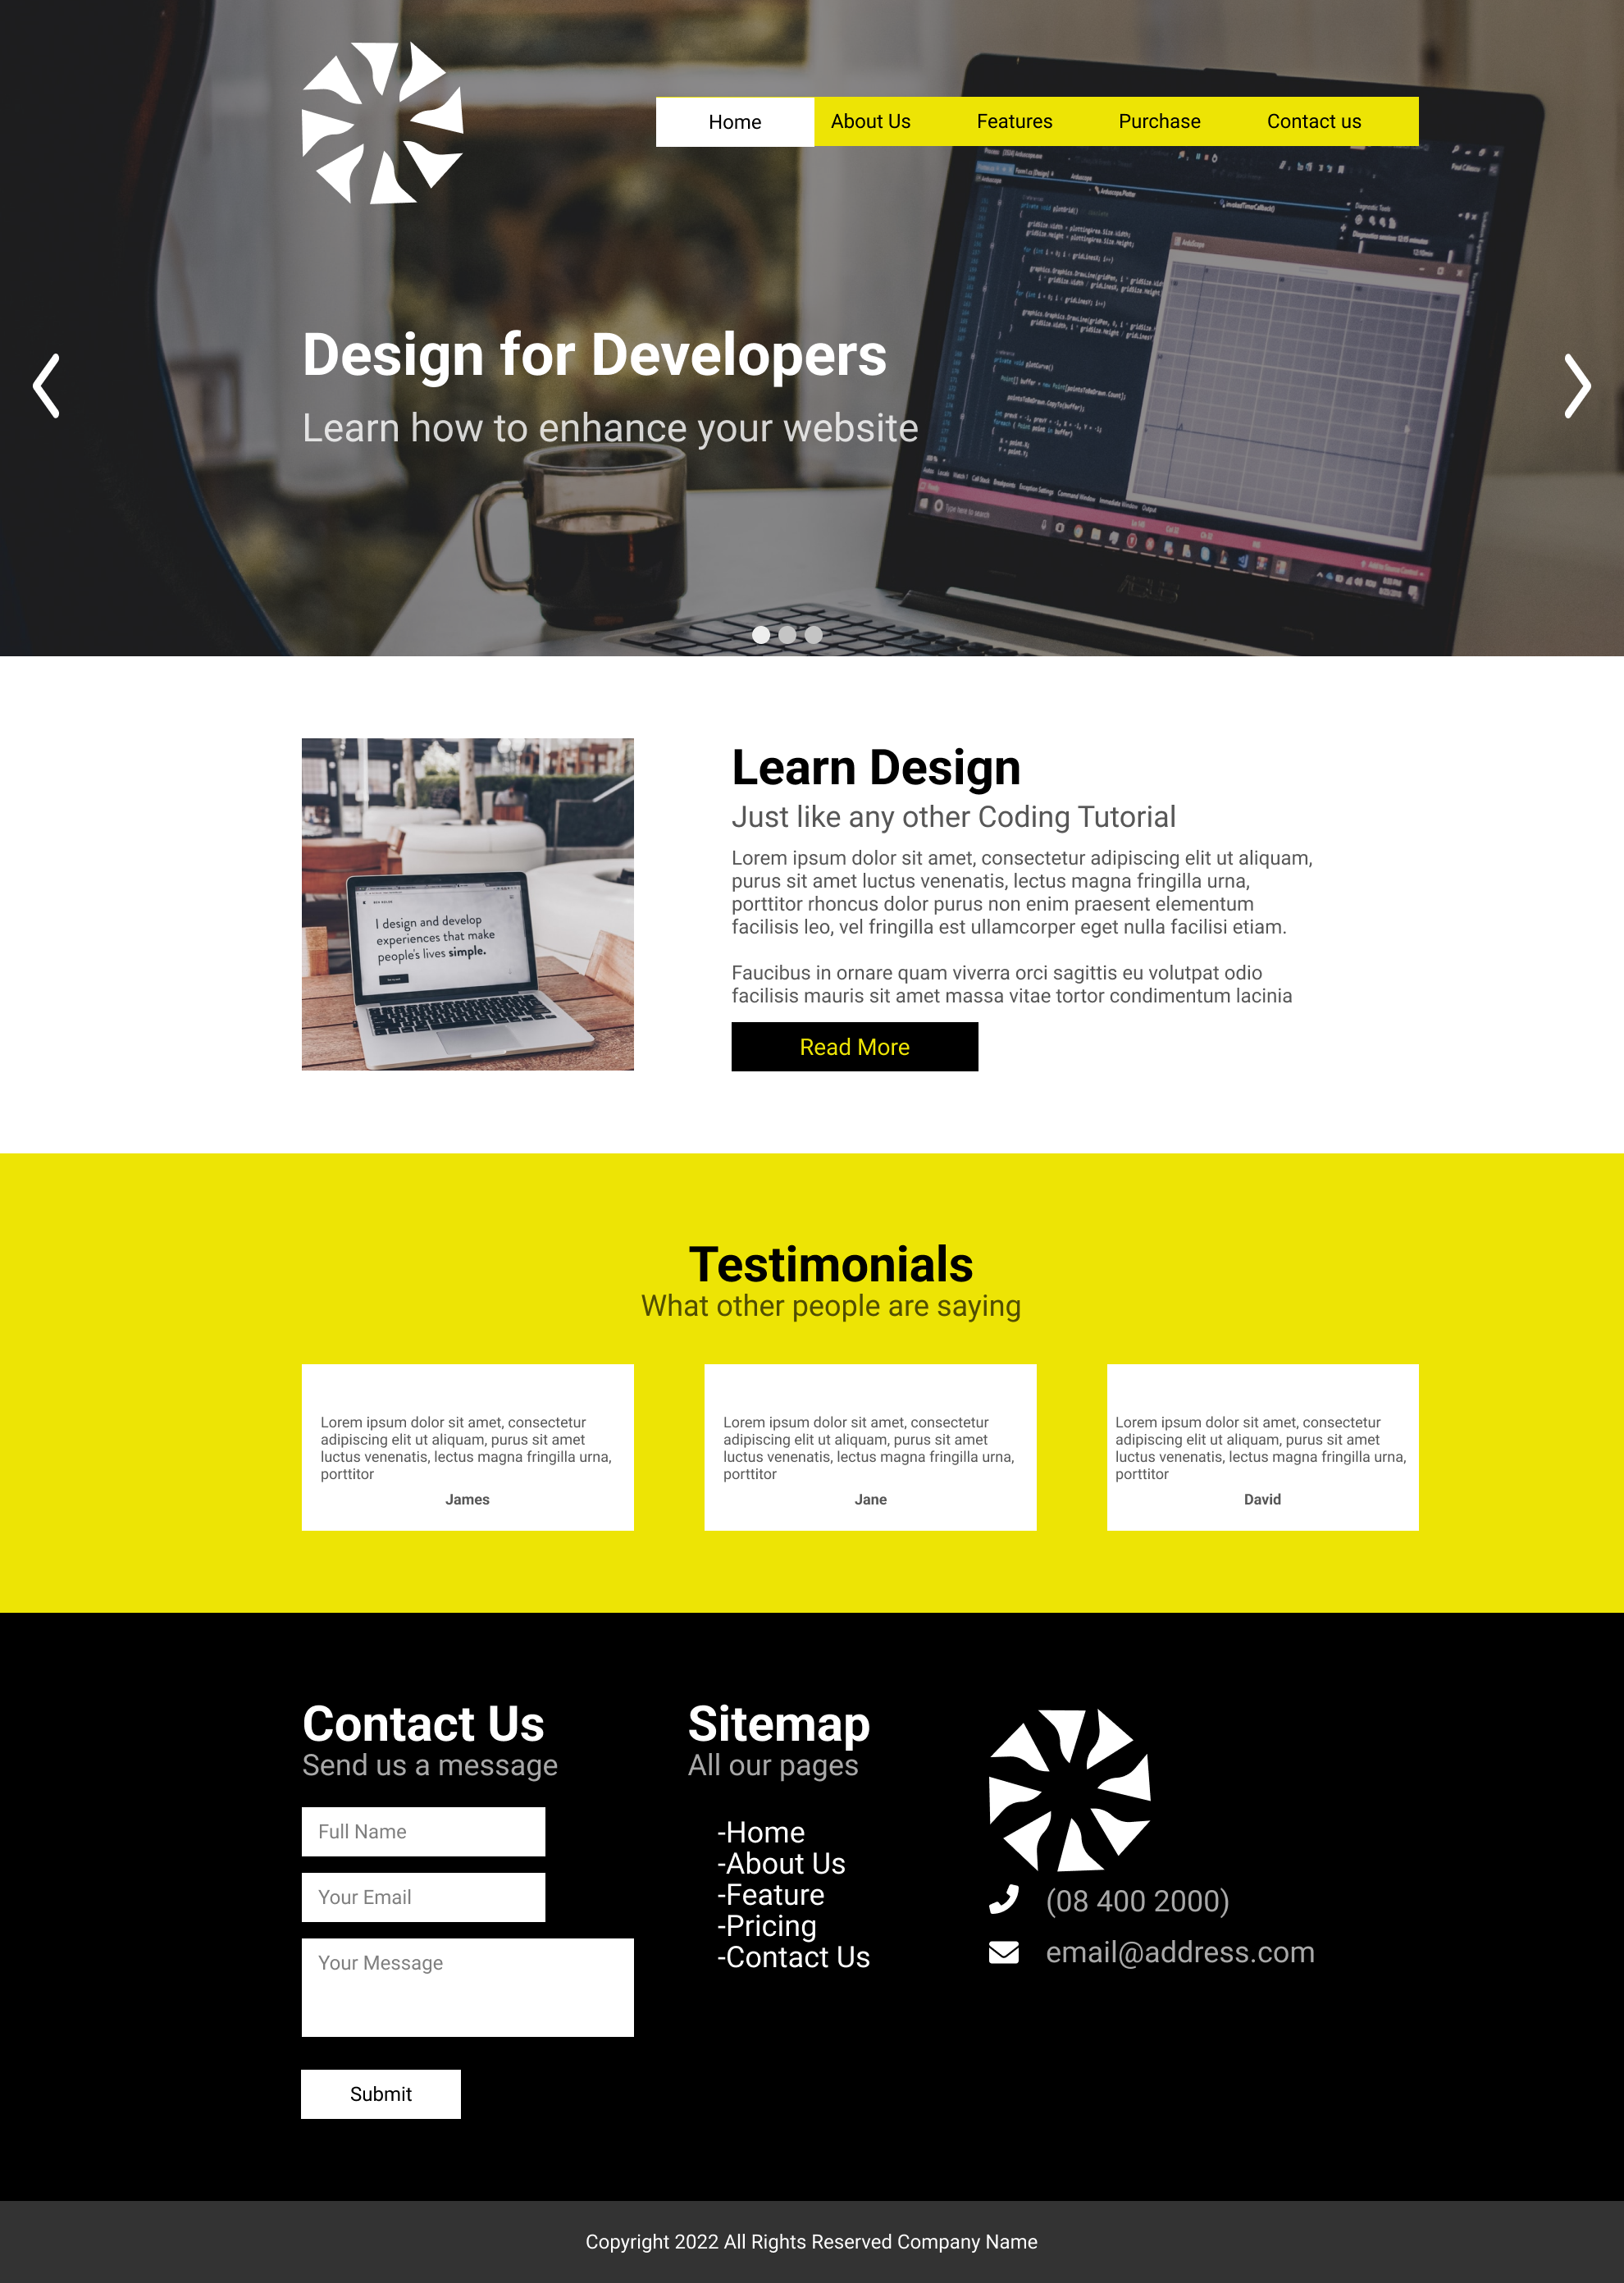 Home About Us Features Purchase Contact us
Design for Developers
Learn how to enhance your website
I design and develop
experiences that make
people's lives simple.
Learn Design
Just like any other Coding Tutorial
Lorem ipsum dolor sit amet, consectetur adipiscing elit ut aliquam,
purus sit amet luctus venenatis, lectus magna fringilla urna,
porttitor rhoncus dolor purus non enim praesent elementum
facilisis leo, vel fringilla est ullamcorper eget nulla facilisi etiam.
Faucibus in ornare quam viverra orci sagittis eu volutpat odio
facilisis mauris sit amet massa vitae tortor condimentum lacinia
Read More
Testimonials
What other people are saying
Lorem ipsum dolor sit amet, consectetur
adipiscing elit ut aliquam, purus sit amet
luctus venenatis, lectus magna fringilla urna,
porttitor
James
Lorem ipsum dolor sit amet, consectetur
adipiscing elit ut aliquam, purus sit amet
luctus venenatis, lectus magna fringilla urna,
porttitor
Jane
Lorem ipsum dolor sit amet, consectetur
adipiscing elit ut aliquam, purus sit amet
luctus venenatis, lectus magna fringilla urna,
porttitor
David
Contact Us
Send us a message
Full Name
Your Email
Your Message
Submit
Sitemap
All our pages
-Home
-About Us
-Feature
-Pricing
-Contact Us
(08 400 2000)
email@address.com
Copyright 2022 All Rights Reserved Company Name